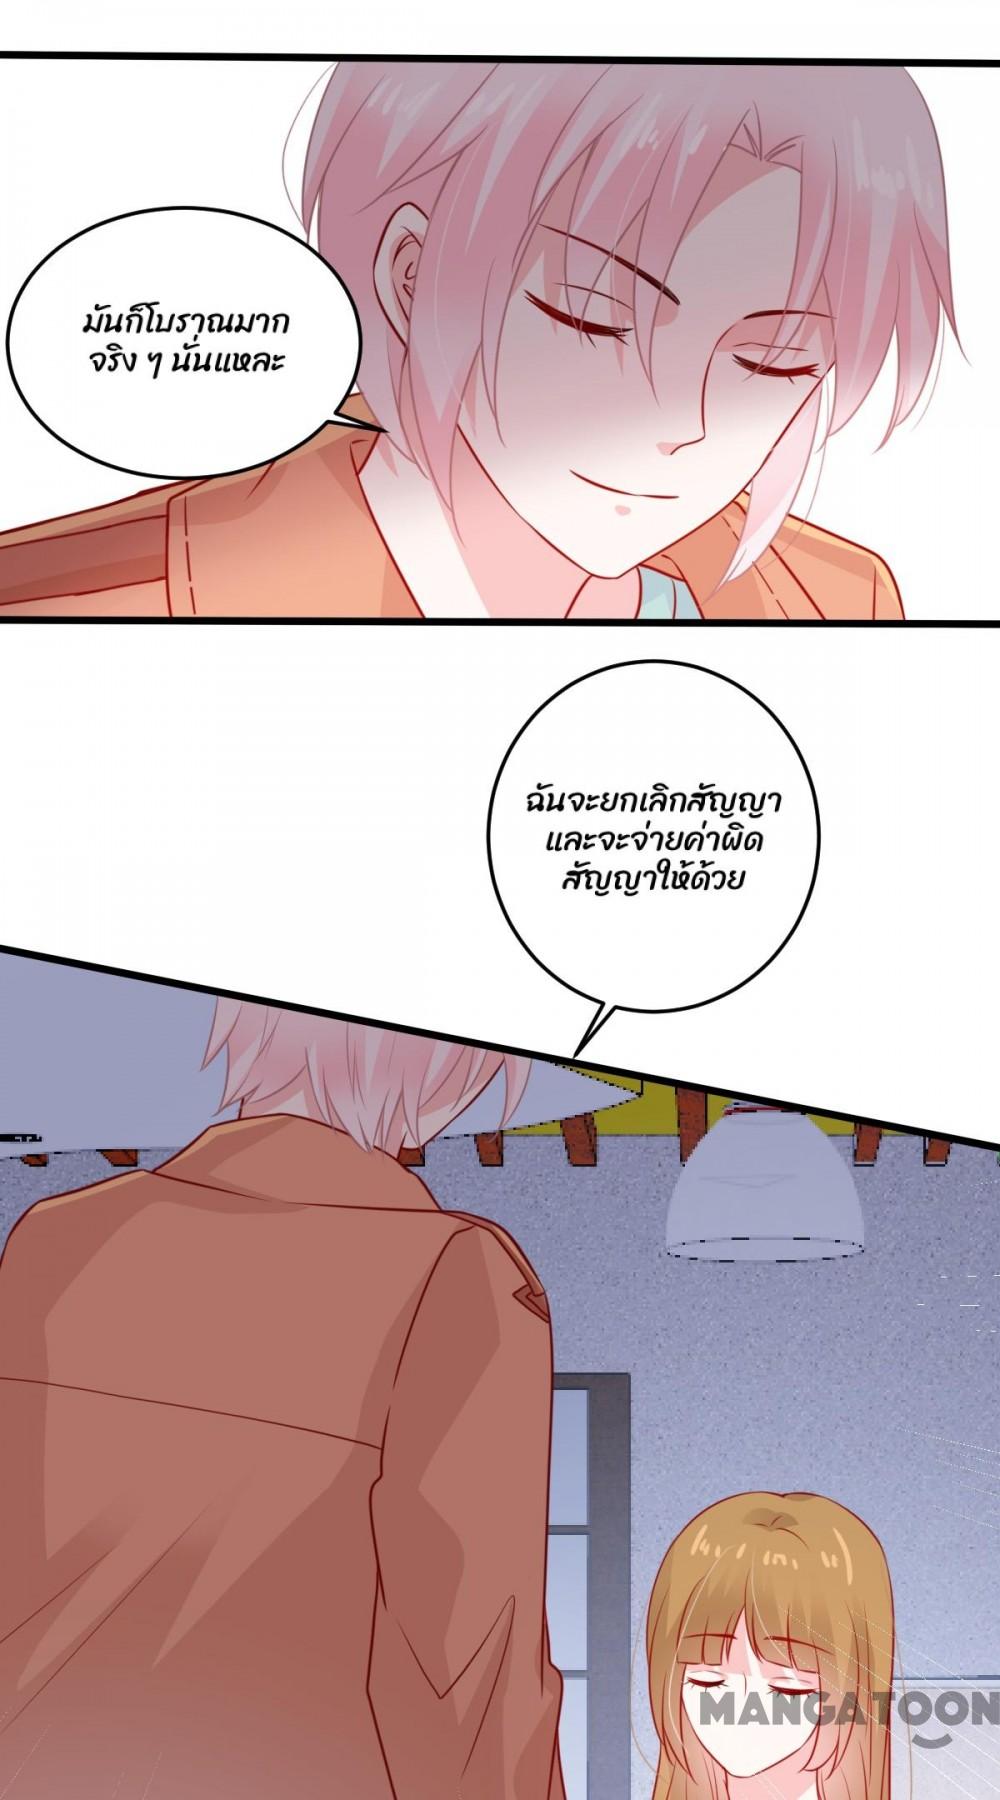 มันก็โบราณมาก
จริง ๆ นั่นแหละ
ฉันจะยกเลิกสัญญา
และจะจ่ายค่าผิด
สัญญาให้ด้วย
MANGATOON